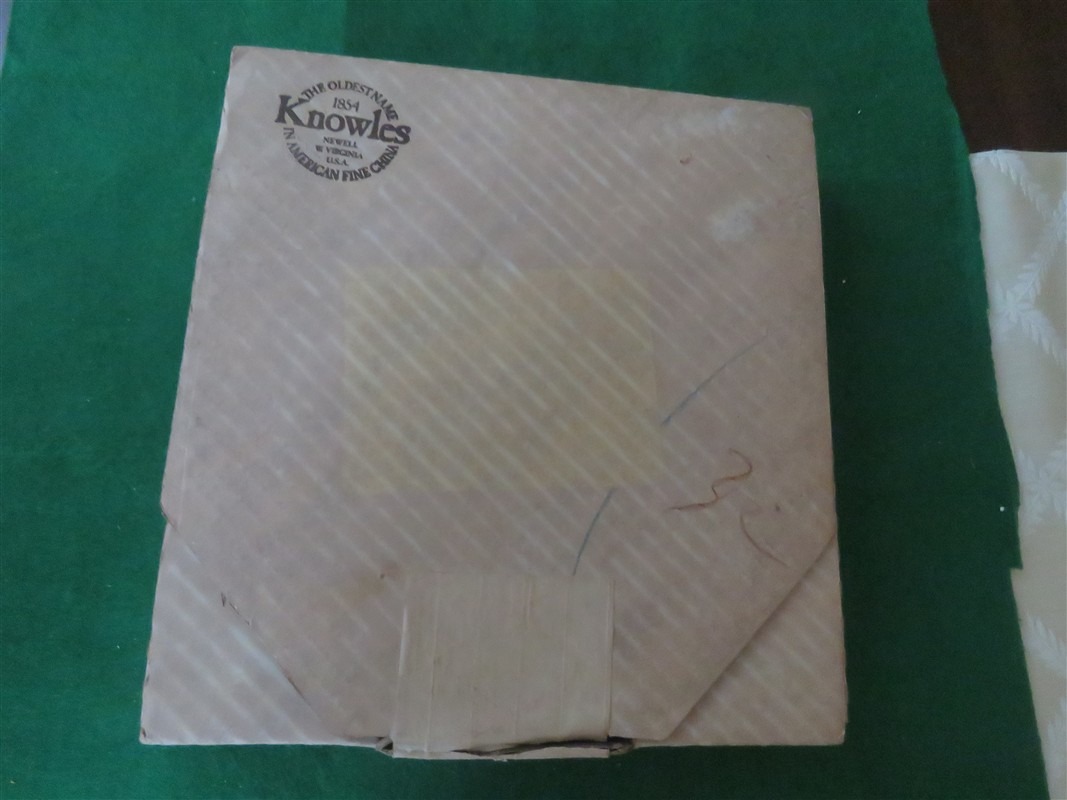 THE OLDEST NAME
1854
Knowles
NEWELL
W VIRGINIA
U.S.A.
IN AMERICAN FINE CHINA